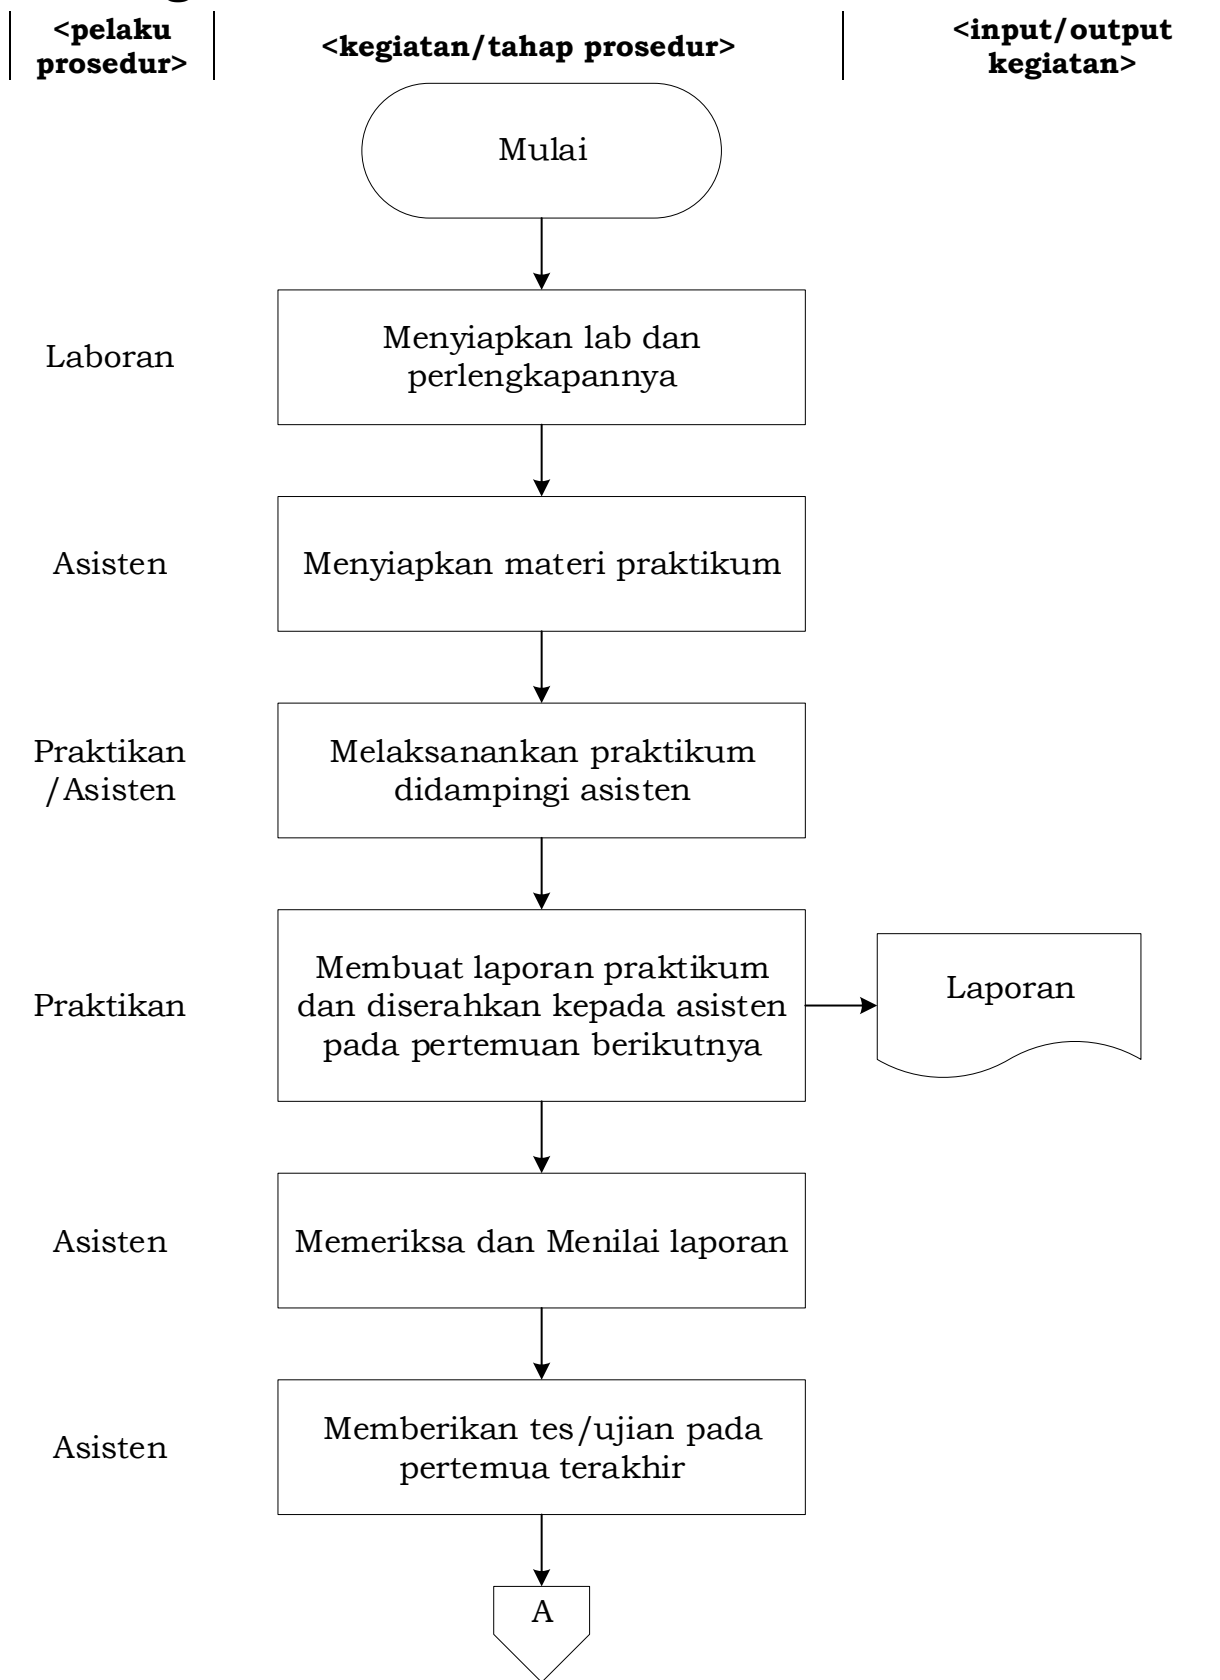 <pelaku
prosedur>
<kegiatan/tahap prosedur>
<input/output
kegiatan>
Mulai
Laboran
Menyiapkan lab dan
perlengkapannya
Asisten
Menyiapkan materi praktikum
Praktikan
/Asisten
Melaksanankan praktikum
didampingi asisten
Praktikan
Membuat laporan praktikum
dan diserahkan kepada asisten
pada pertemuan berikutnya
Laporan
Asisten
Memeriksa dan Menilai laporan
Asisten
Memberikan tes/ujian pada
pertemua terakhir
A